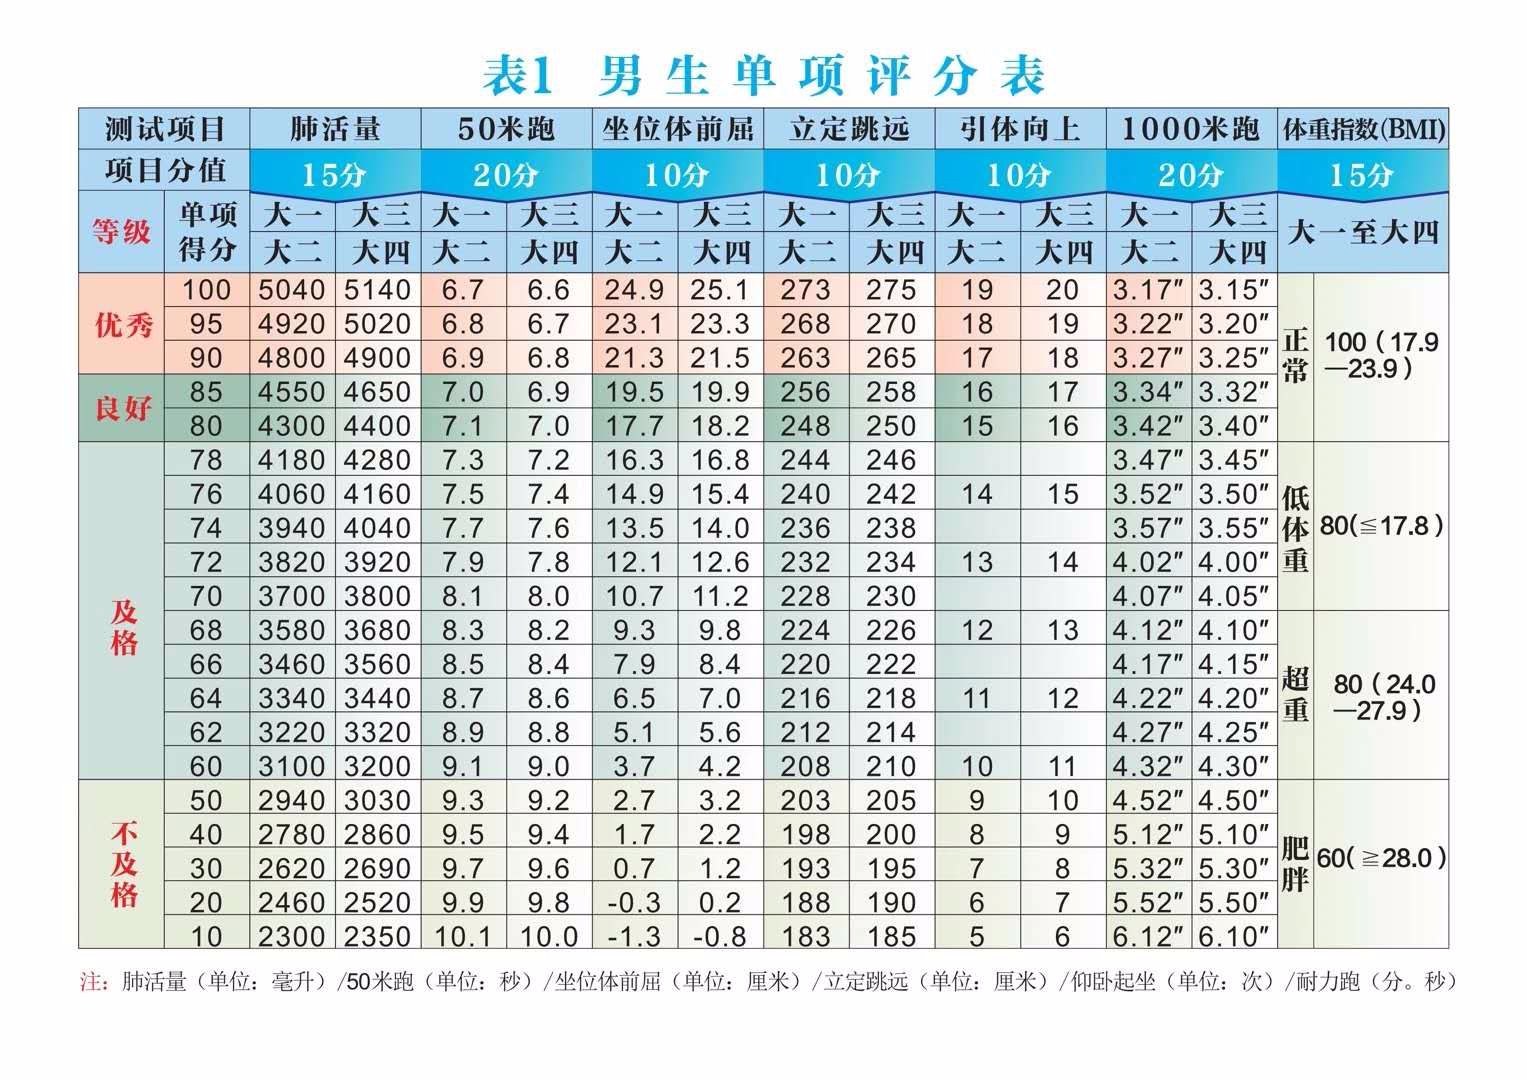 表1 男生单项评分表
测试项目 肺活量 50米跑 坐位体前屈 立定跳远 引体向上 1000米跑 体重指数(BMI)
项目分值 15分 20分 10分 10分 10分 20分 15分
等级 单项得分 大一 大三 大一 大三 大一 大三 大一 大三 大一 大三 大一 大三 大一至大四
大二 大四 大二 大四 大二 大四 大二 大四 大二 大四 大二 大四
优秀 100 5040 5140 6.7 6.6 24.9 25.1 273 275 19 20 3.17″ 3.15″ 正常 100（17.9—23.9）
95 4920 5020 6.8 6.7 23.1 23.3 268 270 18 19 3.22″ 3.20″
90 4800 4900 6.9 6.8 21.3 21.5 263 265 17 18 3.27″ 3.25″
良好 85 4550 4650 7.0 6.9 19.5 19.9 256 258 16 17 3.34″ 3.32″
80 4300 4400 7.1 7.0 17.7 18.2 248 250 15 16 3.42″ 3.40″
及格 78 4180 4280 7.3 7.2 16.3 16.8 244 246 3.47″ 3.45″ 低体重 80(≦17.8）
76 4060 4160 7.5 7.4 14.9 15.4 240 242 14 15 3.52″ 3.50″
74 3940 4040 7.7 7.6 13.5 14.0 236 238 3.57″ 3.55″
72 3820 3920 7.9 7.8 12.1 12.6 232 234 13 14 4.02″ 4.00″
70 3700 3800 8.1 8.0 10.7 11.2 228 230 4.07″ 4.05″
68 3580 3680 8.3 8.2 9.3 9.8 224 226 12 13 4.12″ 4.10″ 超重 80（24.0—27.9）
66 3460 3560 8.5 8.4 7.9 8.4 220 222 4.17″ 4.15″
64 3340 3440 8.7 8.6 6.5 7.0 216 218 11 12 4.22″ 4.20″
62 3220 3320 8.9 8.8 5.1 5.6 212 214 4.27″ 4.25″
60 3100 3200 9.1 9.0 3.7 4.2 208 210 10 11 4.32″ 4.30″
不及格 50 2940 3030 9.3 9.2 2.7 3.2 203 205 9 10 4.52″ 4.50″ 肥胖 60(≧28.0）
40 2780 2860 9.5 9.4 1.7 2.2 198 200 8 9 5.12″ 5.10″
30 2620 2690 9.7 9.6 0.7 1.2 193 195 7 8 5.32″ 5.30″
20 2460 2520 9.9 9.8 -0.3 0.2 188 190 6 7 5.52″ 5.50″
10 2300 2350 10.1 10.0 -1.3 -0.8 183 185 5 6 6.12″ 6.10″
注：肺活量（单位：毫升）/50米跑（单位：秒）/坐位体前屈（单位：厘米）/立定跳远（单位：厘米）/仰卧起坐（单位：次）/耐力跑（分。秒）